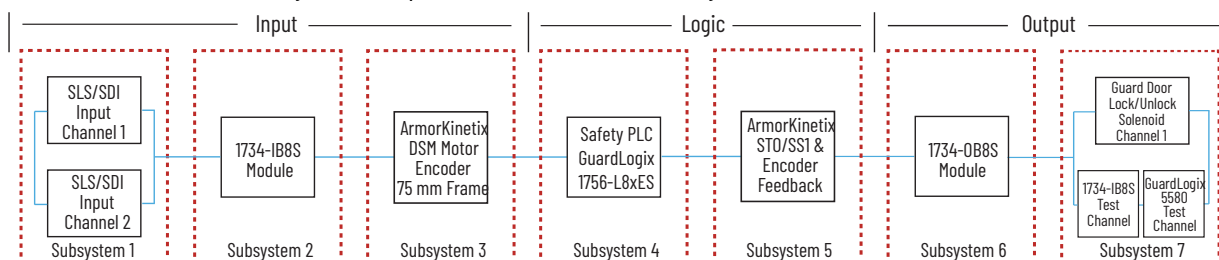 Input
Logic
Output
SLS/SDI
Input
Channel 1
SLS/SDI
Input
Channel 2
Subsystem 1
1734-IB8S
Module
Subsystem 2
ArmorKinetix
DSM Motor
Encoder
75 mm Frame
Subsystem 3
Safety PLC
GuardLogix
1756-L8xES
Subsystem 4
ArmorKinetix
STO/SS1 &
Encoder
Feedback
Subsystem 5
1734-OB8S
Module
Subsystem 6
Guard Door
Lock/Unlock
Solenoid
Channel 1
1734-IB8S
Test
Channel
GuardLogix
5580
Test
Channel
Subsystem 7